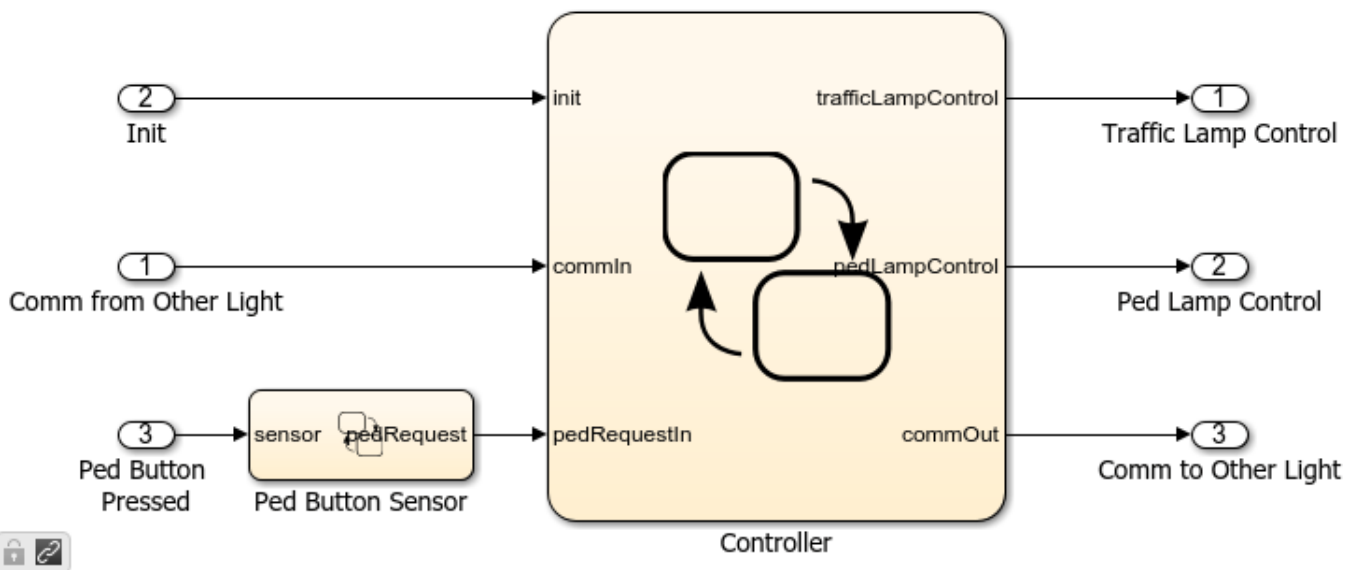 2
init
trafficLampControl
1
Init
Traffic Lamp Control
1
commIn
pedLampControl
2
Comm from Other Light
Ped Lamp Control
3
sensor
pedRequest
pedRequestIn
commOut
3
Ped Button
Pressed
Ped Button Sensor
Comm to Other Light
Controller